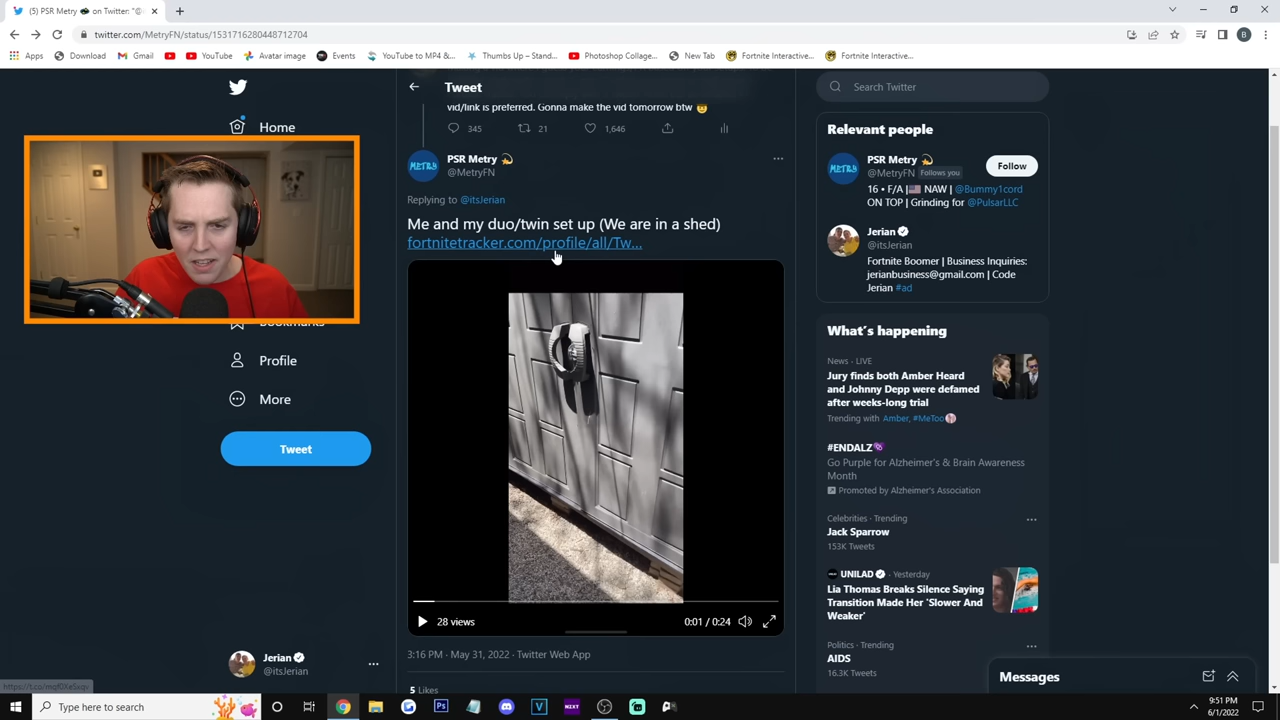 (5) PSR Metry on Twitter: "@
twitter.com/MetryFN/status/1531716280448712704
B
Apps
Download
Gmail
YouTube
Avatar image
Events
YouTube to MP4 &...
Thumbs Up – Stand...
Photoshop Collage...
New Tab
Fortnite Interactive...
Fortnite Interactive...
Home
Profile
More
Tweet
Jerian
@itsJerian
Tweet
vid/link is preferred. Gonna make the vid tomorrow btw
345
21
1,646
PSR Metry
@MetryFN
Replying to @itsJerian
Me and my duo/twin set up (We are in a shed)
fortnitetracker.com/profile/all/Tw...
28 views
0:01 / 0:24
3:16 PM · May 31, 2022 · Twitter Web App
5 Likes
Search Twitter
Relevant people
PSR Metry
@MetryFN Follows you
Follow
16 • F/A | NAW | @Bummy1cord
ON TOP | Grinding for @PulsarLLC
Jerian
@itsJerian
Fortnite Boomer | Business Inquiries:
jerianbusiness@gmail.com | Code
Jerian #ad
What's happening
News · LIVE
Jury finds both Amber Heard
and Johnny Depp were defamed
after weeks-long trial
Trending with Amber, #MeToo
#ENDALZ
Go Purple for Alzheimer's & Brain Awareness
Month
Promoted by Alzheimer's Association
Celebrities · Trending
Jack Sparrow
153K Tweets
UNILAD · Yesterday
Lia Thomas Breaks Silence Saying
Transition Made Her 'Slower And
Weaker'
Politics · Trending
AIDS
16.3K Tweets
Messages
Type here to search
9:51 PM
6/1/2022